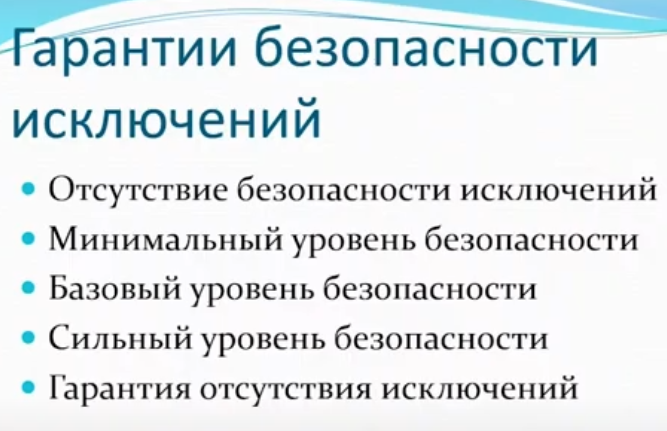 Гарантии безопасности
исключений
• Отсутствие безопасности исключений
• Минимальный уровень безопасности
• Базовый уровень безопасности
• Сильный уровень безопасности
• Гарантия отсутствия исключений